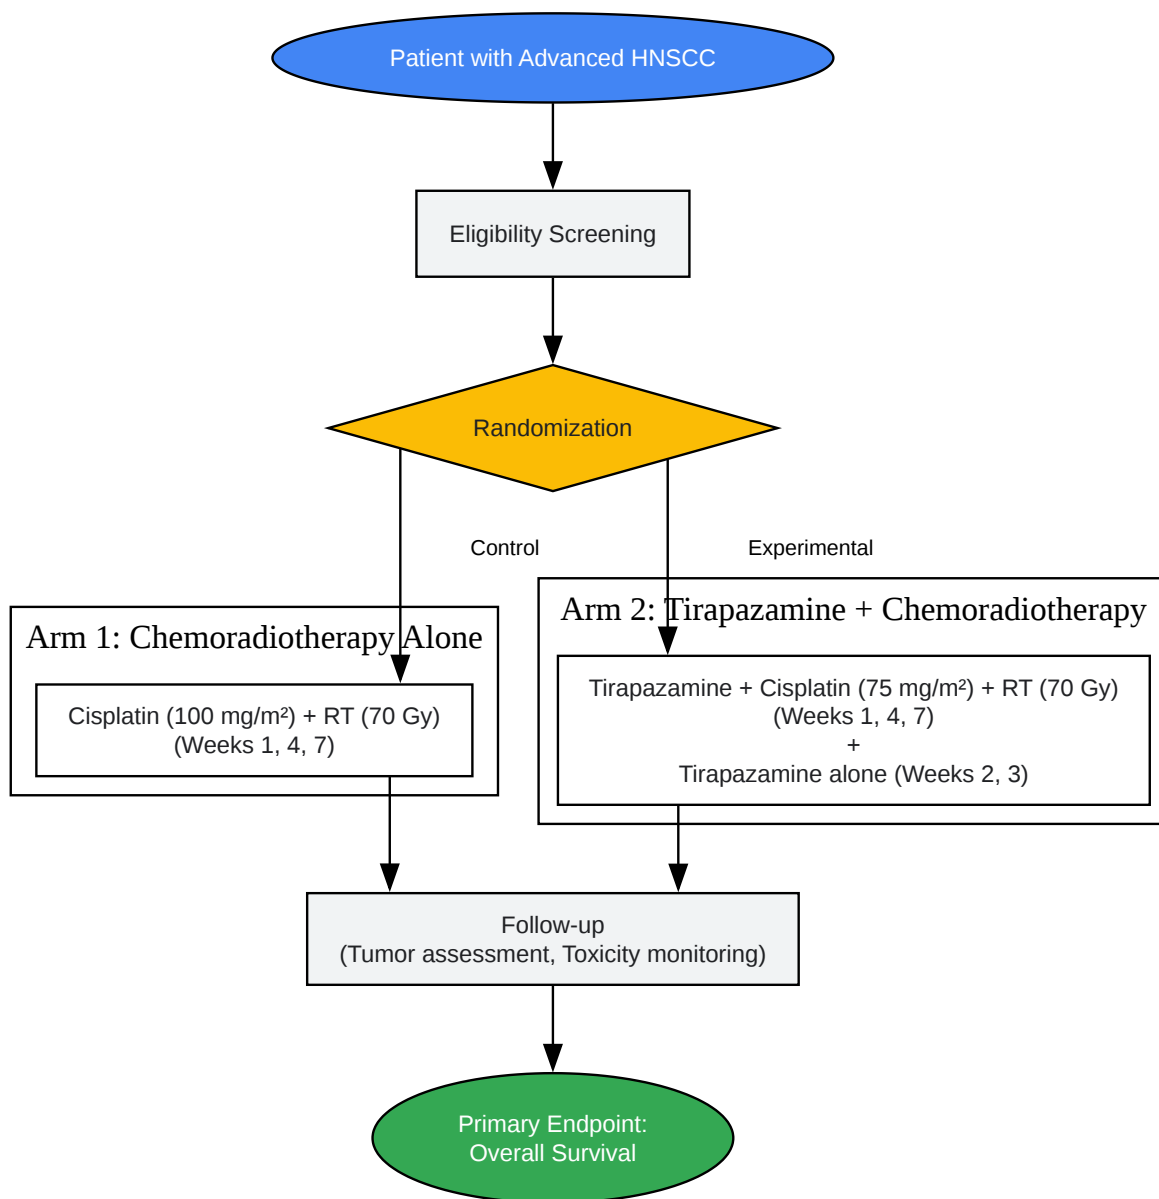 Patient with Advanced HNSCC
Eligibility Screening
Randomization
Control
Experimental
Arm 1: Chemoradiotherapy Alone
Cisplatin (100 mg/m²) + RT (70 Gy)
(Weeks 1, 4, 7)
Arm 2: Tirapazamine + Chemoradiotherapy
Tirapazamine + Cisplatin (75 mg/m²) + RT (70 Gy)
(Weeks 1, 4, 7)
+
Tirapazamine alone (Weeks 2, 3)
Follow-up
(Tumor assessment, Toxicity monitoring)
Primary Endpoint:
Overall Survival